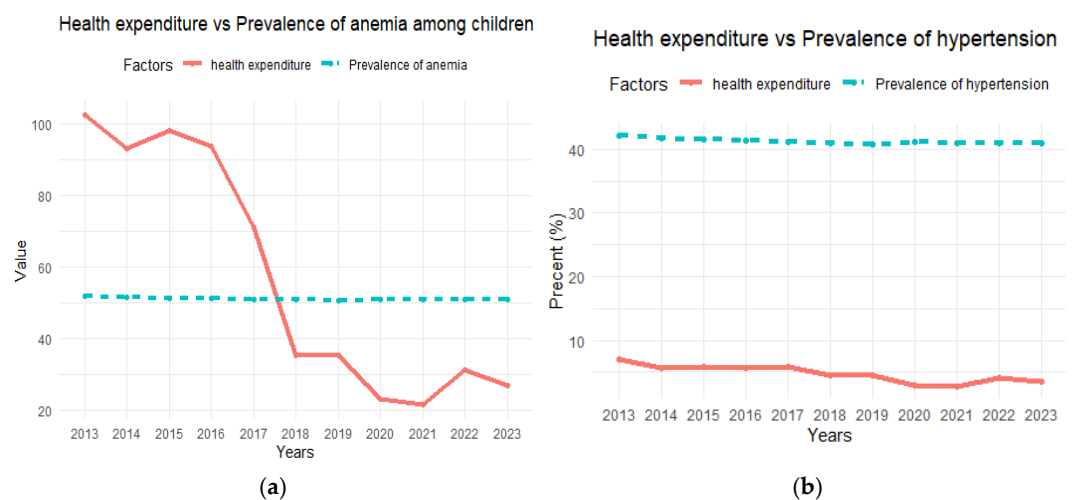 Health expenditure vs Prevalence of anemia among children
Factors health expenditure Prevalence of anemia
Value
100
80
60
40
20
2013 2014 2015 2016 2017 2018 2019 2020 2021 2022 2023
Years
(a)
Health expenditure vs Prevalence of hypertension
Factors health expenditure Prevalence of hypertension
Precent (%)
40
30
20
10
2013 2014 2015 2016 2017 2018 2019 2020 2021 2022 2023
Years
(b)